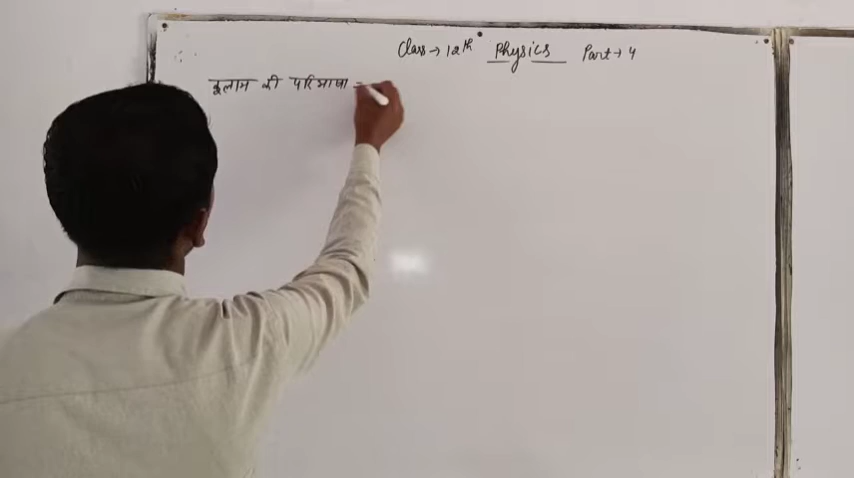 Class → 12th Physics Part → 4
कूलाम की परिभाषा =